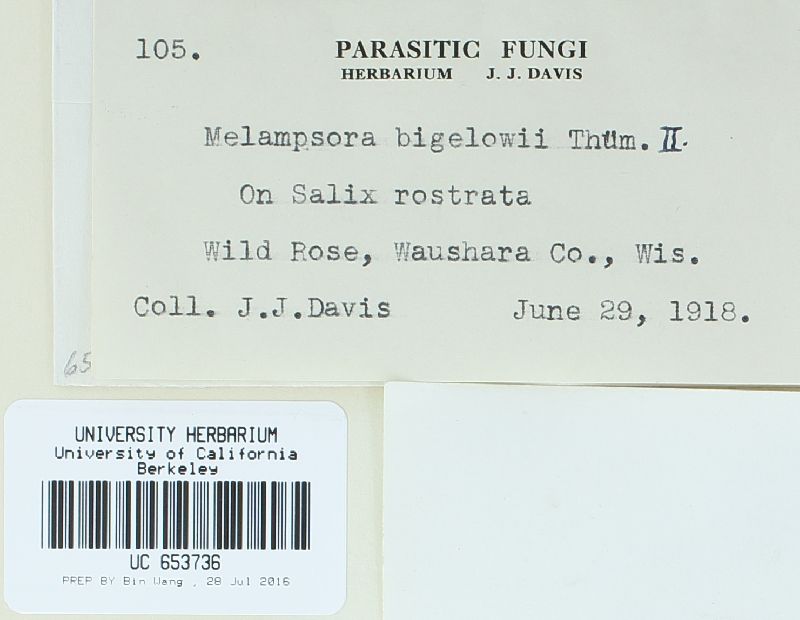 105. PARASITIC FUNGI
HERBARIUM J. J. DAVIS
Melampsora bigelowii Thüm. II.
On Salix rostrata
Wild Rose, Waushara Co., Wis.
Coll. J.J.Davis June 29, 1918.
65
UNIVERSITY HERBARIUM
University of California
Berkeley
UC 653736
PREP BY Bin Wang , 28 Jul 2016